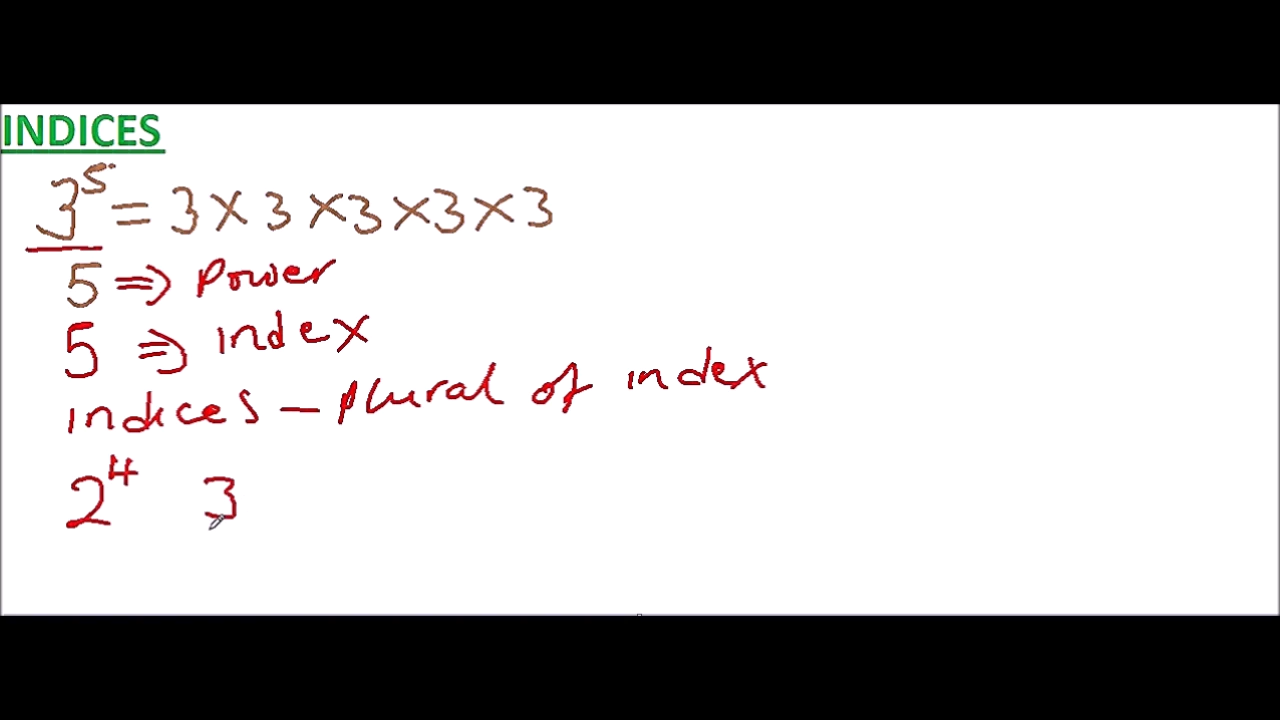 INDICES
3⁵ = 3 × 3 × 3 × 3 × 3
5 ⇒ Power
5 ⇒ index
indices – plural of index
2⁴ 3